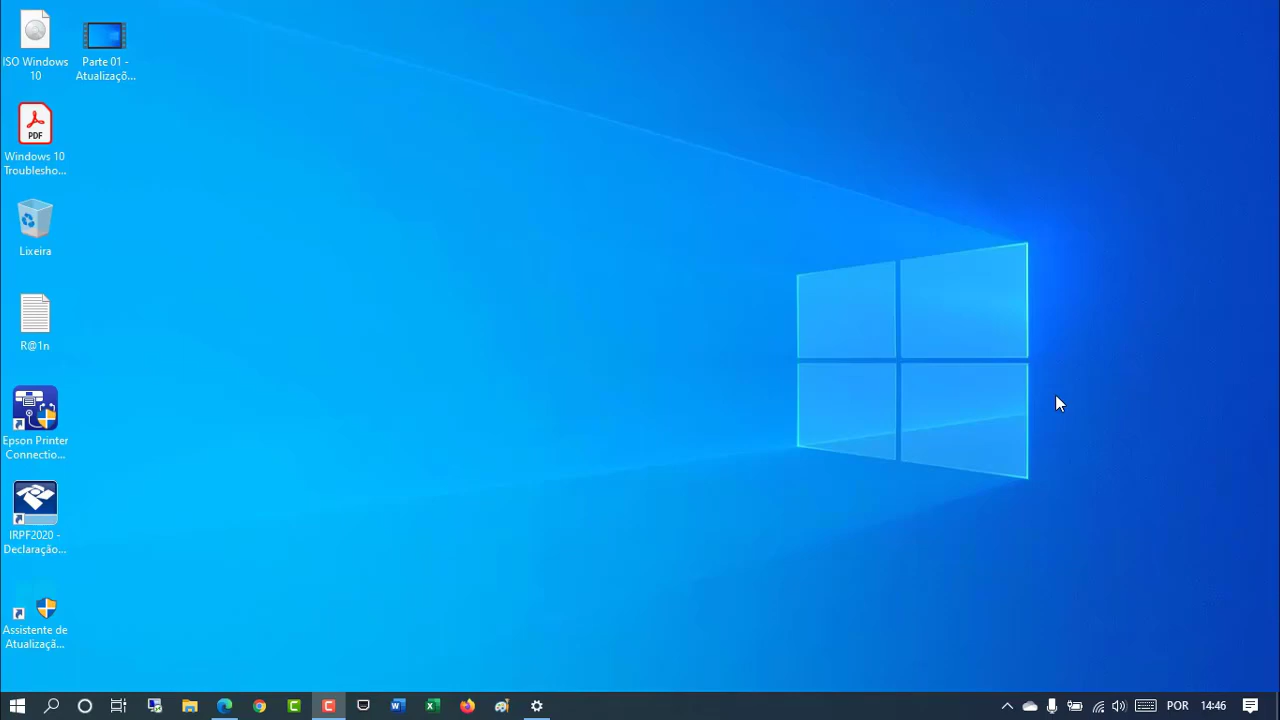 ISO Windows
10
Parte 01 -
Atualizaçõ...
PDF
Windows 10
Troublesho...
Lixeira
R@1n
Epson Printer
Connectio...
IRPF2020 -
Declaração...
Assistente de
Atualizaçã...
POR
14:46